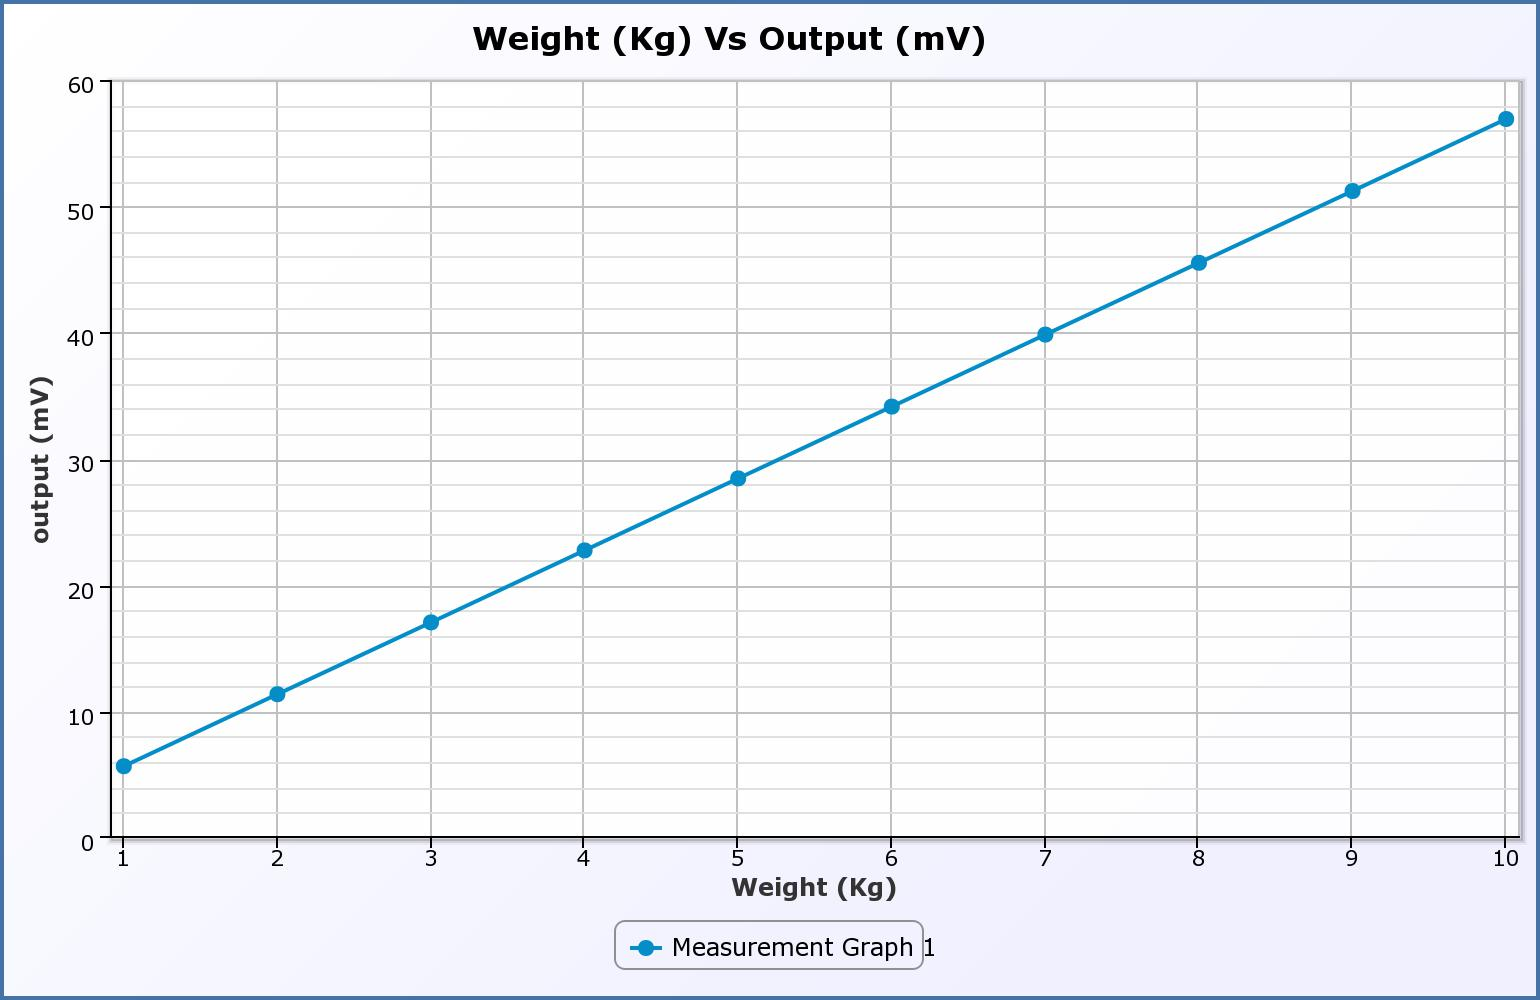 Weight (Kg) Vs Output (mV)
60
50
40
30
20
10
0
output (mV)
1 2 3 4 5 6 7 8 9 10
Weight (Kg)
Measurement Graph 1